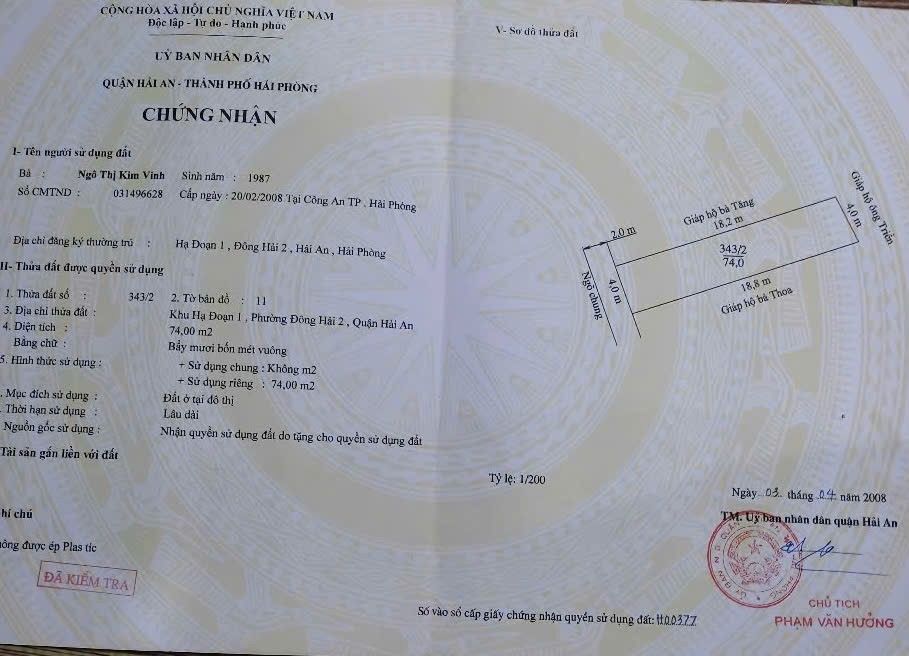 CỘNG HÒA XÃ HỘI CHỦ NGHĨA VIỆT NAM
Độc lập - Tự do - Hạnh phúc
UỶ BAN NHÂN DÂN
QUẬN HẢI AN - THÀNH PHỐ HẢI PHÒNG
CHỨNG NHẬN
I- Tên người sử dụng đất
Bà : Ngô Thị Kim Vinh Sinh năm : 1987
Số CMTND : 031496628 Cấp ngày : 20/02/2008 Tại Công An TP . Hải Phòng
Địa chỉ đăng ký thường trú : Hạ Đoạn 1 , Đông Hải 2 , Hải An , Hải Phòng
II- Thửa đất được quyền sử dụng
1. Thửa đất số : 343/2 2. Tờ bản đồ : 11
3. Địa chỉ thửa đất : Khu Hạ Đoạn 1 , Phường Đông Hải 2 , Quận Hải An
4. Diện tích : 74,00 m2
Bằng chữ : Bẩy mươi bốn mét vuông
5. Hình thức sử dụng : + Sử dụng chung : Không m2
+ Sử dụng riêng : 74,00 m2
. Mục đích sử dụng : Đất ở tại đô thị
. Thời hạn sử dụng : Lâu dài
Nguồn gốc sử dụng : Nhận quyền sử dụng đất do tặng cho quyền sử dụng đất
Tài sản gắn liền với đất
hi chú
hông được ép Plas tic
ĐÃ KIỂM TRA
V- Sơ đồ thửa đất
Giáp hộ bà Tăng
18,2 m
Giáp hộ ông Triển
4,0 m
2,0 m
Ngõ chung
4,0 m
343/2
74,0
18,8 m
Giáp hộ bà Thoa
Tỷ lệ: 1/200
Ngày 03 tháng 04 năm 2008
TM. Uỷ ban nhân dân quận Hải An
CHỦ TỊCH
PHẠM VĂN HƯỞNG
Số vào sổ cấp giấy chứng nhận quyền sử dụng đất: H00377